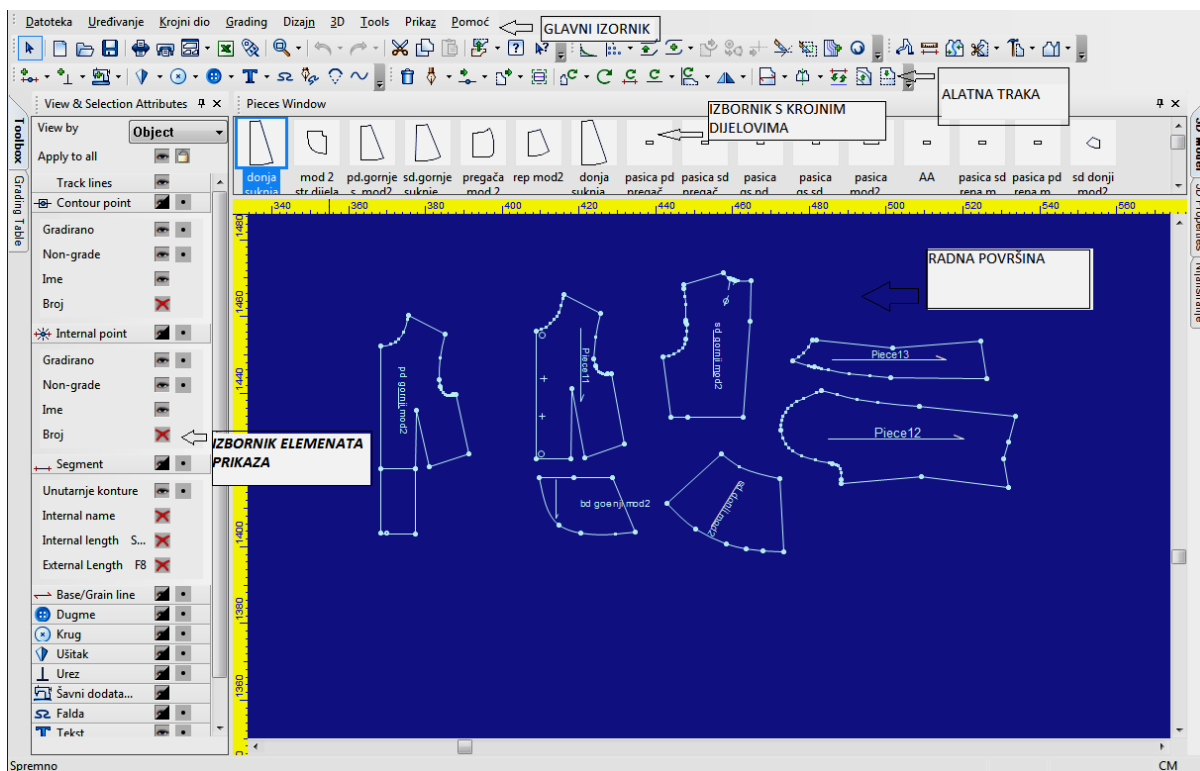 Datoteka Uređivanje Krojni dio Grading Dizajn 3D Tools Prikaz Pomoć
GLAVNI IZORNIK
ALATNA TRAKA
View & Selection Attributes
Pieces Window
IZBORNIK S KROJNIM
DIJELOVIMA
Toolbox
Grading Table
View by Object
Apply to all
Track lines
Contour point
Gradirano
Non-grade
Ime
Broj
Internal point
Gradirano
Non-grade
Ime
Broj
Segment
Unutarnje konture
Internal name
Internal length S...
External Length F8
Base/Grain line
Dugme
Krug
Ušitak
Urez
Šavni dodata...
Falda
Tekst
donja mod 2 pd.gornje sd.gornje pregača rep mod2 donja pasica pd pasica sd pasica pasica pasica AA pasica sd pasica pd sd donji
suknja str.dijela s. mod2 suknje mod 2 suknja pregač pregač gs pd gs sd mod2 repa m repa m mod2
340 360 380 400 420 440 460 480 500 520 540 560
1480
1460
1440
1400
1380
1360
RADNA POVRŠINA
IZBORNIK ELEMENATA
PRIKAZA
pd gornji mod2
Piece11
sd gornji mod2
Piece13
Piece12
bd goenji mod2
sd donji mod2
Spremno
CM